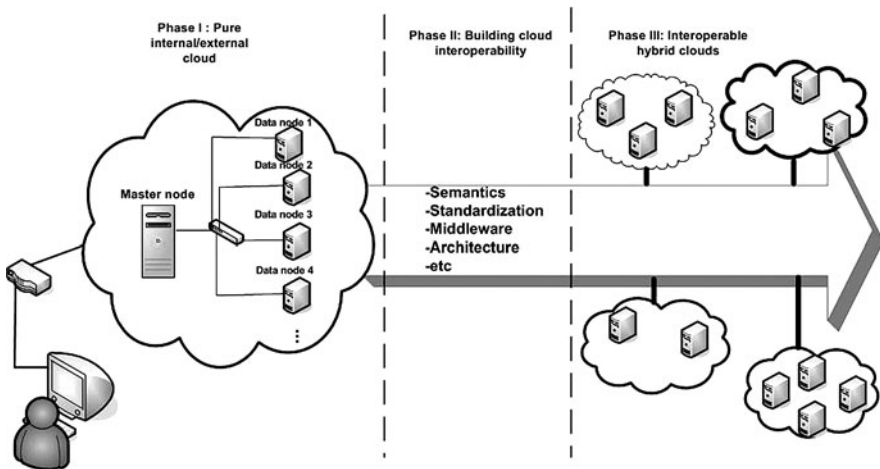 Phase I : Pure
internal/external
cloud
Data node 1
Data node 2
Master node
Data node 3
Data node 4
...
Phase II: Building cloud
interoperability
-Semantics
-Standardization
-Middleware
-Architecture
-etc
Phase III: Interoperable
hybrid clouds